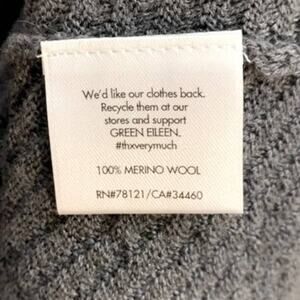 We'd like our clothes back.
Recycle them at our
stores and support
GREEN EILEEN.
#thxverymuch
100% MERINO WOOL
RN#78121/CA#34460